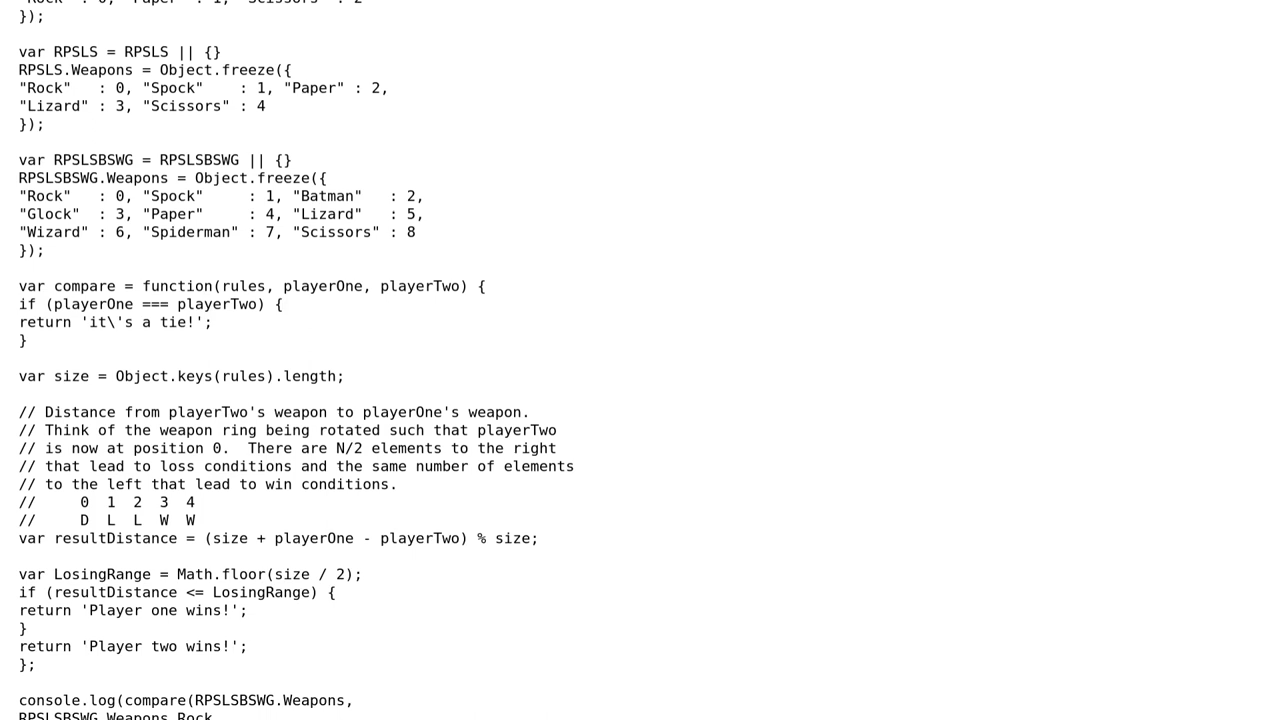 "Rock" : 0, "Paper" : 1, "Scissors" : 2
});

var RPSLS = RPSLS || {}
RPSLS.Weapons = Object.freeze({
"Rock"   : 0, "Spock"    : 1, "Paper" : 2,
"Lizard" : 3, "Scissors" : 4
});

var RPSLSBSWG = RPSLSBSWG || {}
RPSLSBSWG.Weapons = Object.freeze({
"Rock"   : 0, "Spock"     : 1, "Batman"   : 2,
"Glock"  : 3, "Paper"     : 4, "Lizard"   : 5,
"Wizard" : 6, "Spiderman" : 7, "Scissors" : 8
});

var compare = function(rules, playerOne, playerTwo) {
if (playerOne === playerTwo) {
return 'it\'s a tie!';
}

var size = Object.keys(rules).length;

// Distance from playerTwo's weapon to playerOne's weapon.
// Think of the weapon ring being rotated such that playerTwo
// is now at position 0.  There are N/2 elements to the right
// that lead to loss conditions and the same number of elements
// to the left that lead to win conditions.
//     0  1  2  3  4
//     D  L  L  W  W
var resultDistance = (size + playerOne - playerTwo) % size;

var LosingRange = Math.floor(size / 2);
if (resultDistance <= LosingRange) {
return 'Player one wins!';
}
return 'Player two wins!';
};

console.log(compare(RPSLSBSWG.Weapons,
RPSLSBSWG.Weapons.Rock,